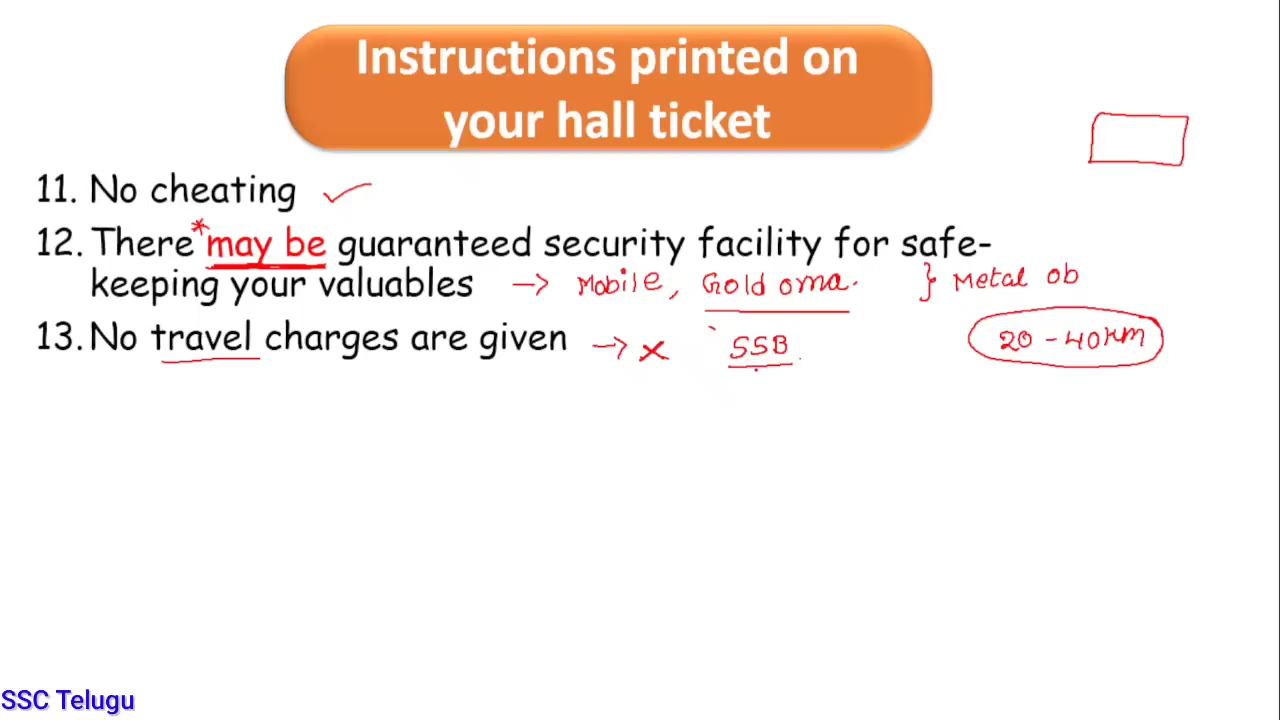 Instructions printed on
your hall ticket
11. No cheating
12. There *may be guaranteed security facility for safe-
keeping your valuables → Mobile, Gold orna. } Metal ob
13. No travel charges are given → x SSB 20-40km
SSC Telugu